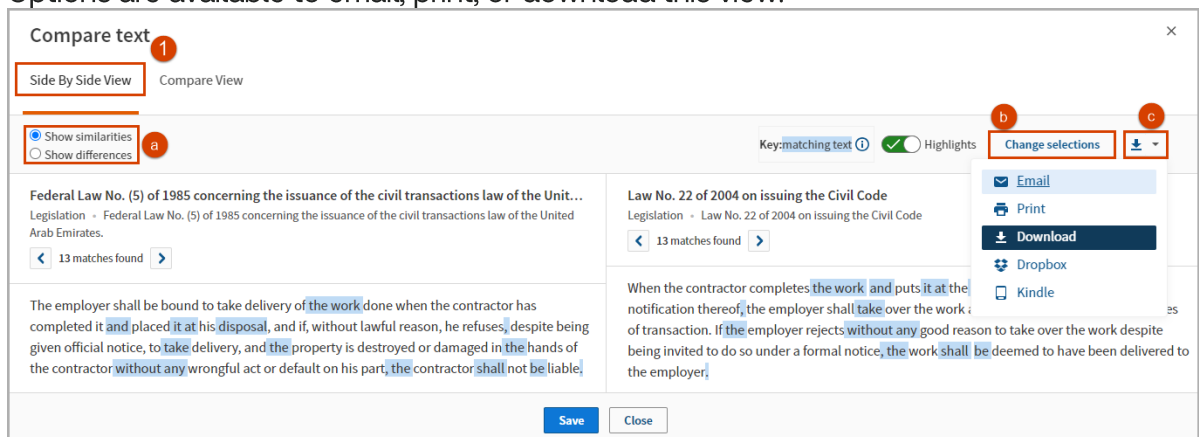 Options are available to email, print, or download this view.
Compare text
1
Side By Side View
Compare View
Show similarities
Show differences
a
Key:matching text
Highlights
b
Change selections
c
Email
Print
Download
Dropbox
Kindle
Federal Law No. (5) of 1985 concerning the issuance of the civil transactions law of the Unit...
Legislation • Federal Law No. (5) of 1985 concerning the issuance of the civil transactions law of the United
Arab Emirates.
13 matches found
The employer shall be bound to take delivery of the work done when the contractor has
completed it and placed it at his disposal, and if, without lawful reason, he refuses, despite being
given official notice, to take delivery, and the property is destroyed or damaged in the hands of
the contractor without any wrongful act or default on his part, the contractor shall not be liable.
Law No. 22 of 2004 on issuing the Civil Code
Legislation • Law No. 22 of 2004 on issuing the Civil Code
13 matches found
When the contractor completes the work and puts it at the
notification thereof, the employer shall take over the work
of transaction. If the employer rejects without any good reason to take over the work despite
being invited to do so under a formal notice, the work shall be deemed to have been delivered to
the employer.
Save
Close